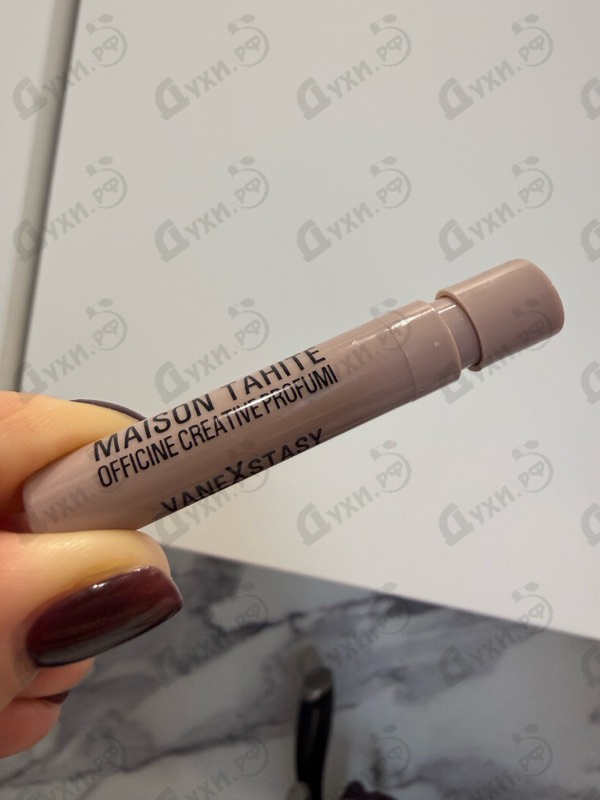 MAISON TAHITE
OFFICINE CREATIVE PROFUMI
VANEXSTASY
Духи.рф